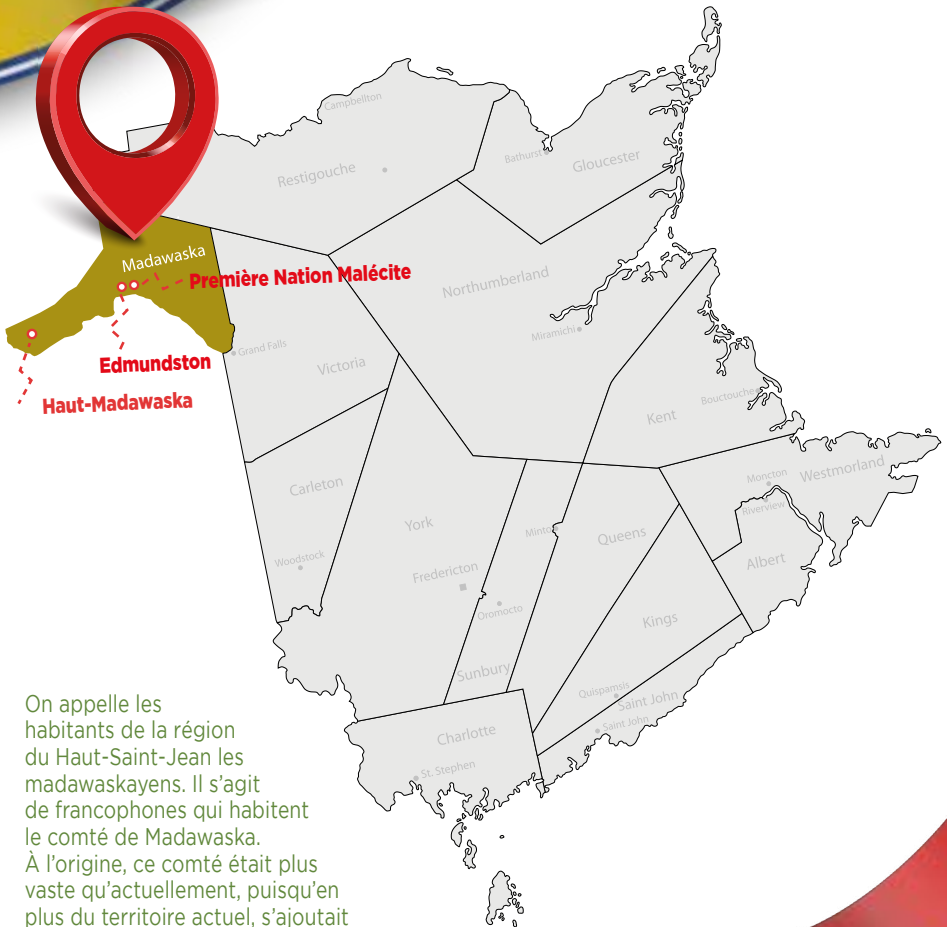 Campbellton
Restigouche
Bathurst
Gloucester
Madawaska
Première Nation Malécite
Northumberland
Miramichi
Grand Falls
Edmundston
Victoria
Haut-Madawaska
Bouctouche
Kent
Carleton
Moncton
Westmorland
Riverview
York
Minto
Queens
Woodstock
Albert
Fredericton
Oromocto
Kings
Sunbury
Quispamsis
Saint John
Saint John
Charlotte
St. Stephen
On appelle les
habitants de la région
du Haut-Saint-Jean les
madawaskayens. Il s’agit
de francophones qui habitent
le comté de Madawaska.
À l’origine, ce comté était plus
vaste qu’actuellement, puisqu’en
plus du territoire actuel, s’ajoutait